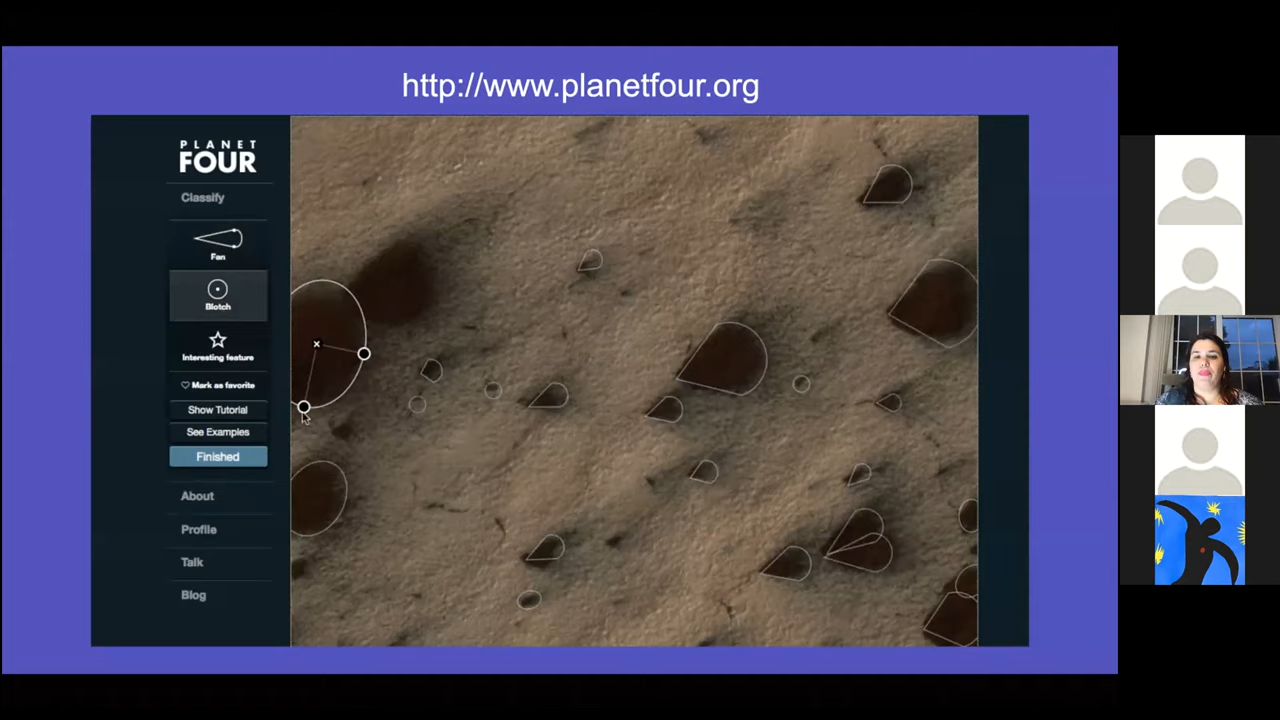 http://www.planetfour.org
PLANET
FOUR
Classify
Fan
Blotch
Interesting feature
Mark as favorite
Show Tutorial
See Examples
Finished
About
Profile
Talk
Blog